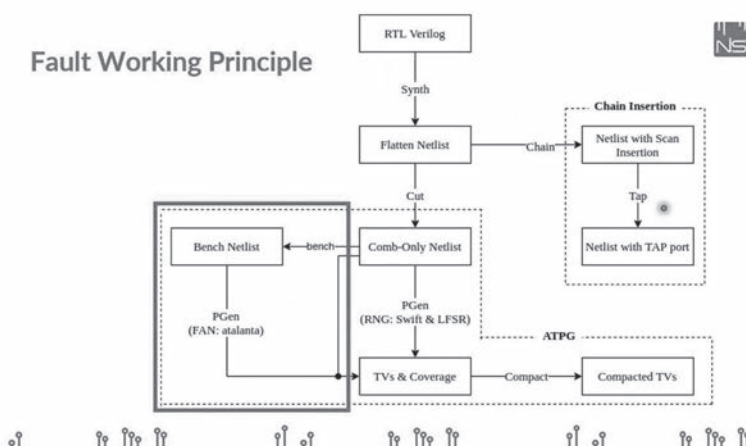 Fault Working Principle
NS
RTL Verilog
Synth
Chain Insertion
Flatten Netlist
Chain
Netlist with Scan
Insertion
Cut
Tap
Bench Netlist
bench
Comb-Only Netlist
Netlist with TAP port
PGen
(FAN: atalanta)
PGen
(RNG: Swift & LFSR)
ATPG
TVs & Coverage
Compact
Compacted TVs